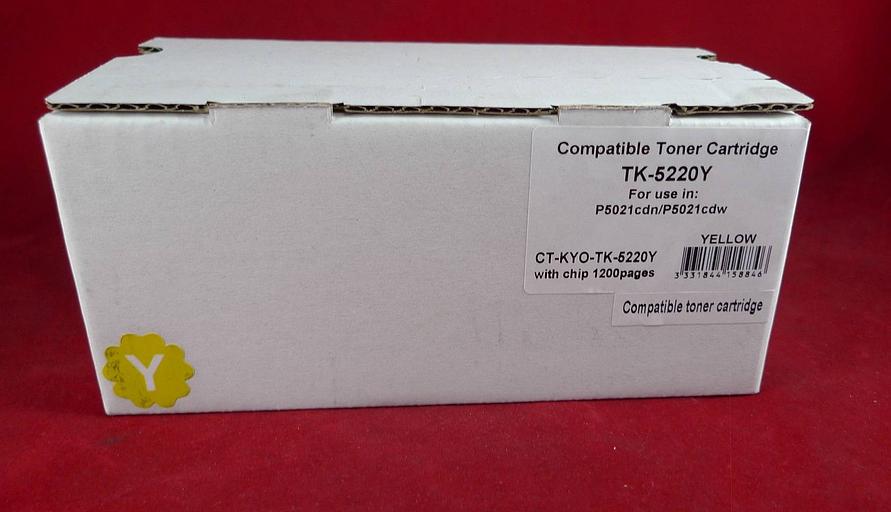 Compatible Toner Cartridge
TK-5220Y
For use in:
P5021cdn/P5021cdw
YELLOW
CT-KYO-TK-5220Y
with chip 1200pages
3 331844 138846
Compatible toner cartridge
Y